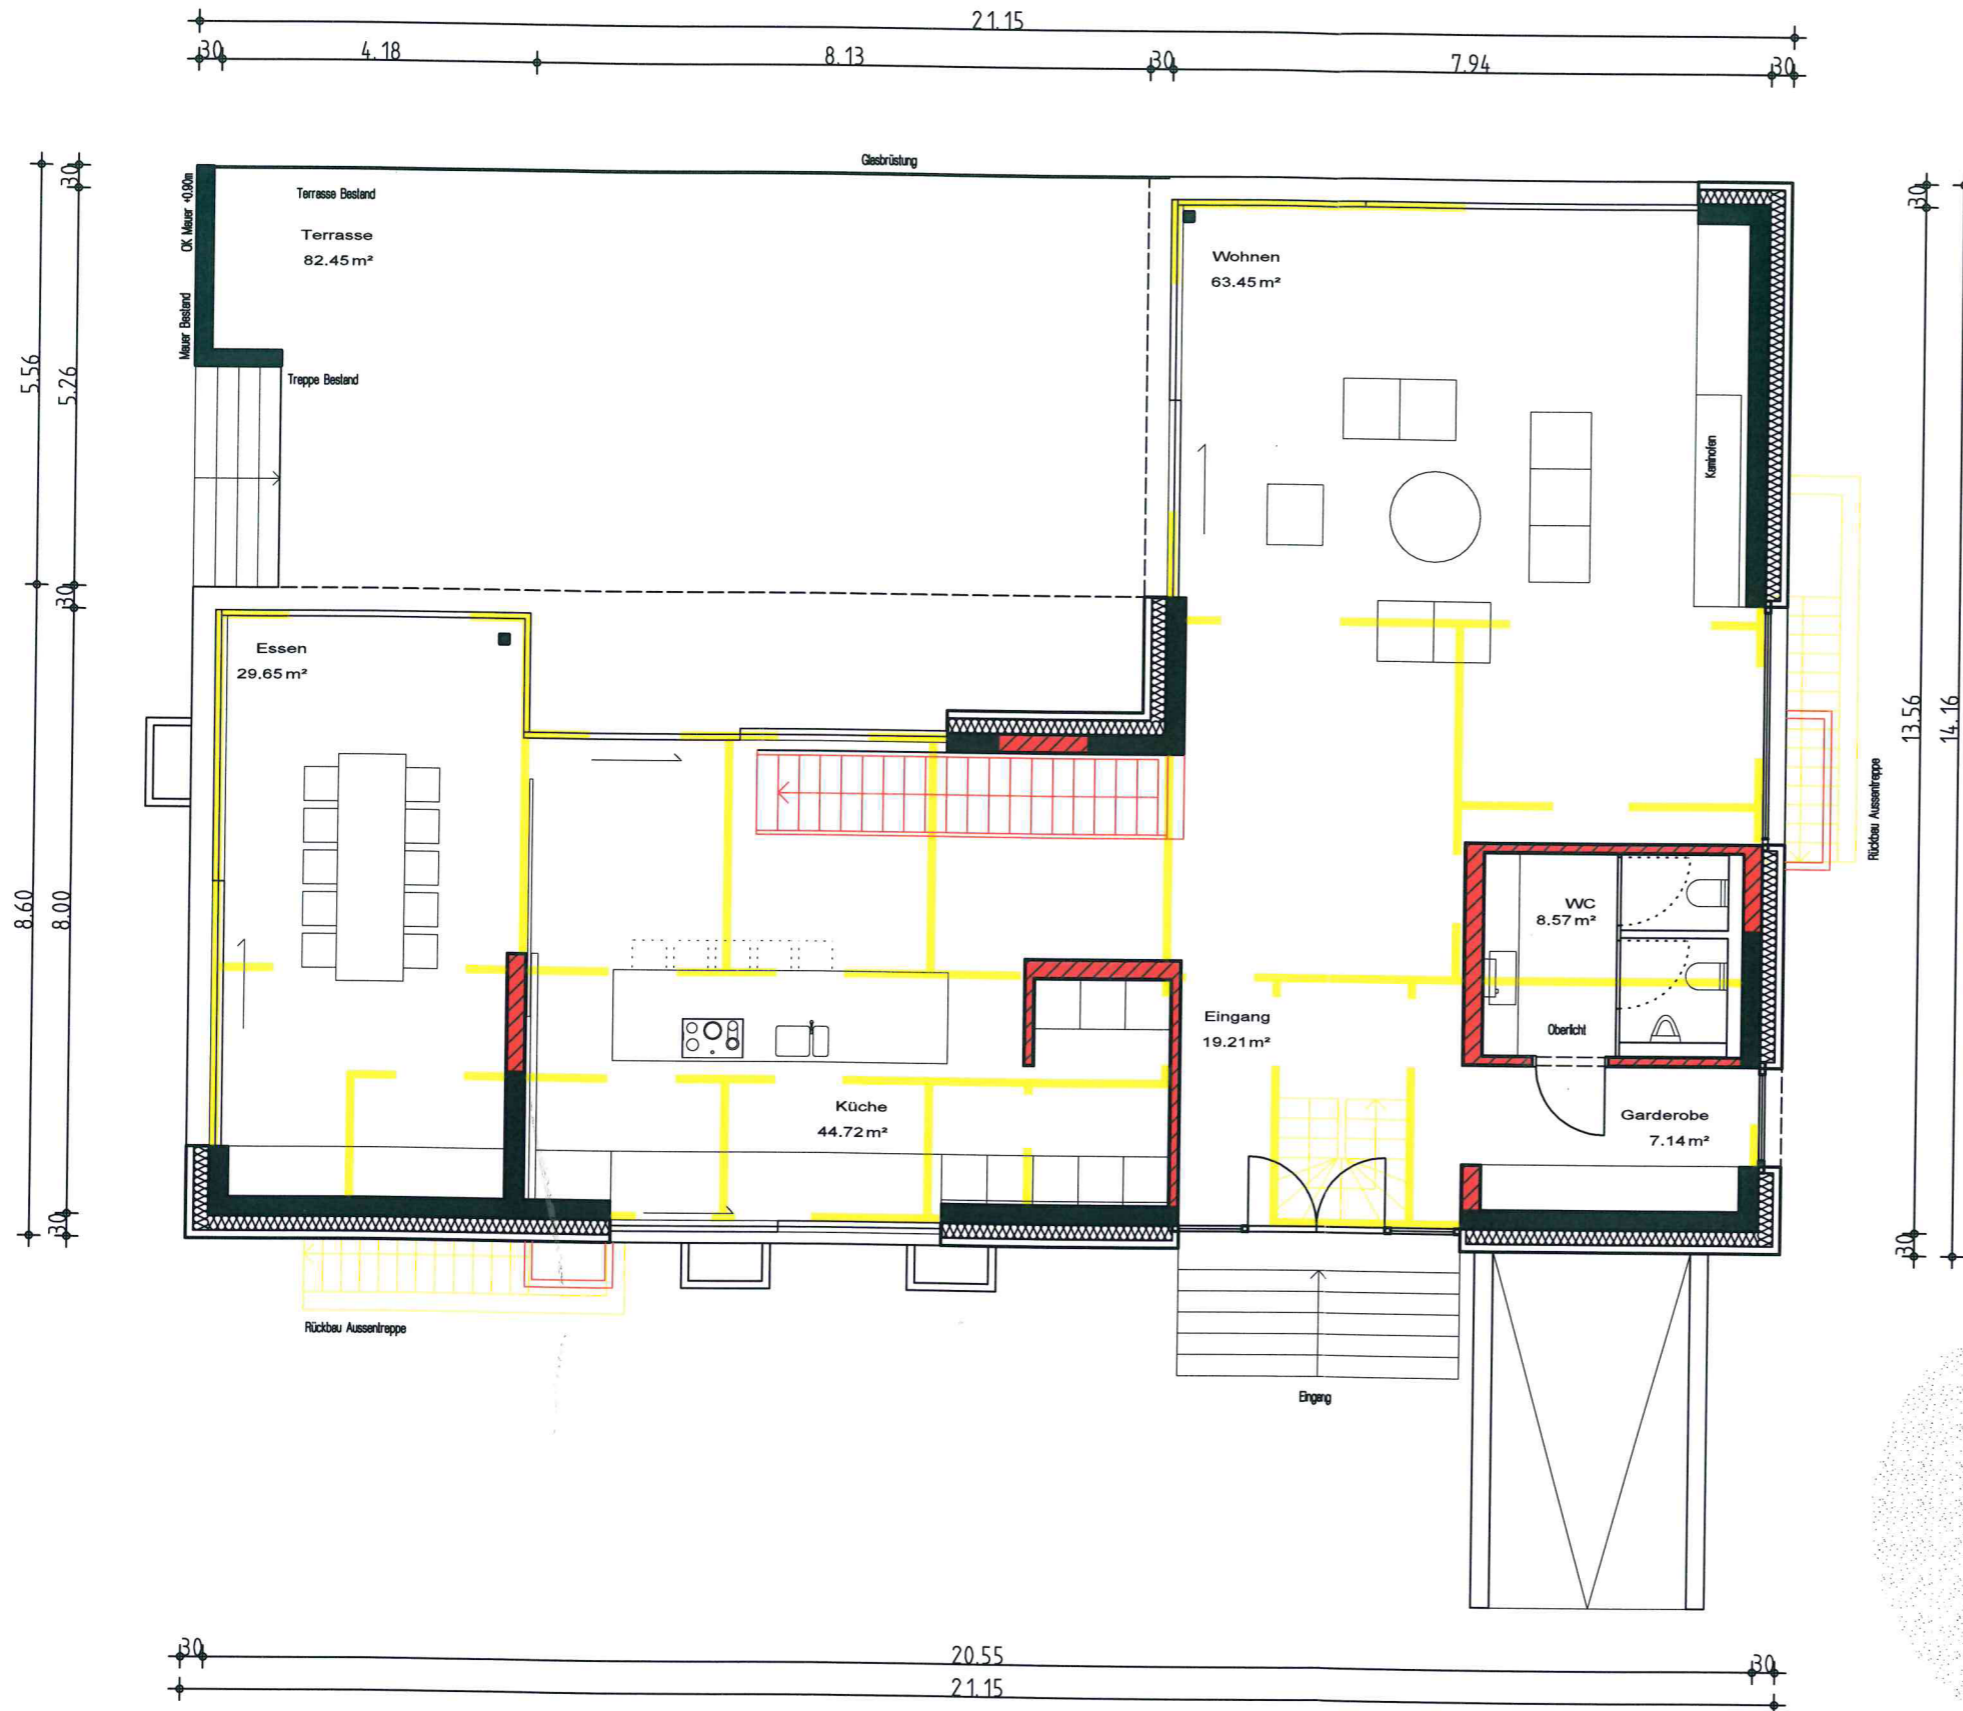 21.15
30
4.18
8.13
30
7.94
30
Glasbrüstung
30
OK Mauer +0.90m
Terrasse Bestand
Terrasse
82.45 m²
Wohnen
63.45 m²
30
Mauer Bestand
5.56
5.26
Treppe Bestand
Kaminofen
30
Essen
29.65 m²
13.56
14.16
Rückbau Aussentreppe
8.60
8.00
WC
8.57 m²
Eingang
19.21 m²
Oberlicht
Küche
44.72 m²
Garderobe
7.14 m²
30
30
Rückbau Aussentreppe
Eingang
30
20.55
30
21.15